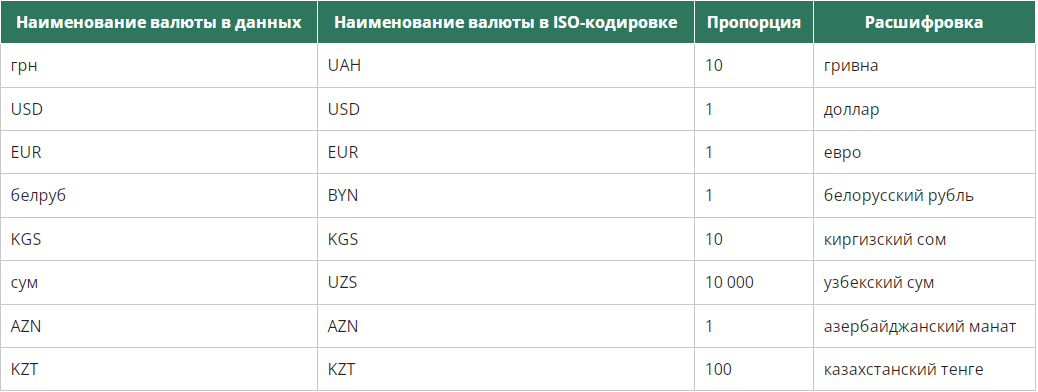 Наименование валюты в данных Наименование валюты в ISO-кодировке Пропорция Расшифровка
грн UAH 10 гривна
USD USD 1 доллар
EUR EUR 1 евро
белруб BYN 1 белорусский рубль
KGS KGS 10 киргизский сом
сум UZS 10 000 узбекский сум
AZN AZN 1 азербайджанский манат
KZT KZT 100 казахстанский тенге